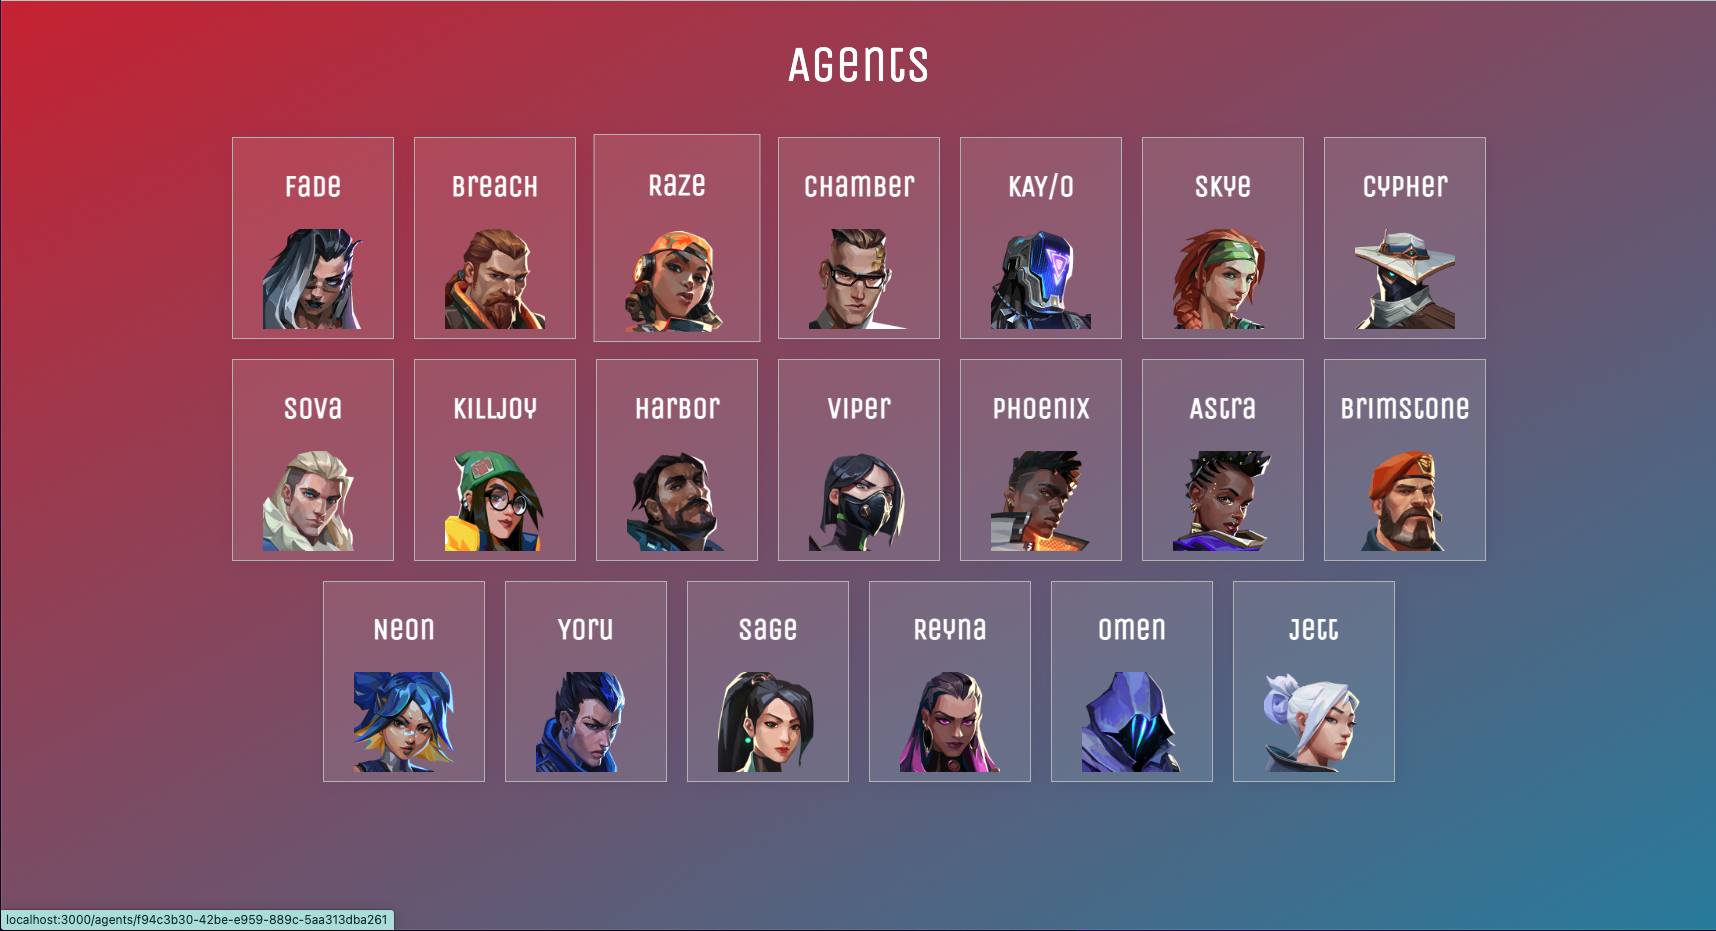 Agents
Fade Breach Raze Chamber KAY/O Skye Cypher
Sova Killjoy Harbor Viper Phoenix Astra Brimstone
Neon Yoru Sage Reyna Omen Jett
localhost:3000/agents/f94c3b30-42be-e959-889c-5aa313dba261